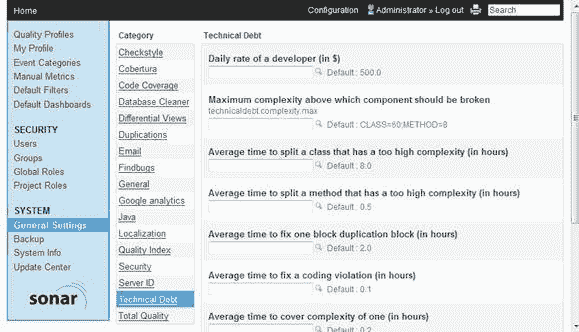 Home
Configuration
Administrator » Log out
Search
Quality Profiles
My Profile
Event Categories
Manual Metrics
Default Filters
Default Dashboards
SECURITY
Users
Groups
Global Roles
Project Roles
SYSTEM
General Settings
Backup
System Info
Update Center
sonar
Category
Checkstyle
Cobertura
Code Coverage
Database Cleaner
Differential Views
Duplications
Email
Findbugs
General
Google analytics
Java
Localization
Quality Index
Security
Server ID
Technical Debt
Total Quality
Technical Debt
Daily rate of a developer (in $)
Default : 500.0
Maximum complexity above which component should be broken
technicaldebt.complexity.max
Default : CLASS=60;METHOD=8
Average time to split a class that has a too high complexity (in hours)
Default : 8.0
Average time to split a method that has a too high complexity (in hours)
Default : 0.5
Average time to fix one block duplication block (in hours)
Default : 2.0
Average time to fix a coding violation (in hours)
Default : 0.1
Average time to cover complexity of one (in hours)
Default : 0.2